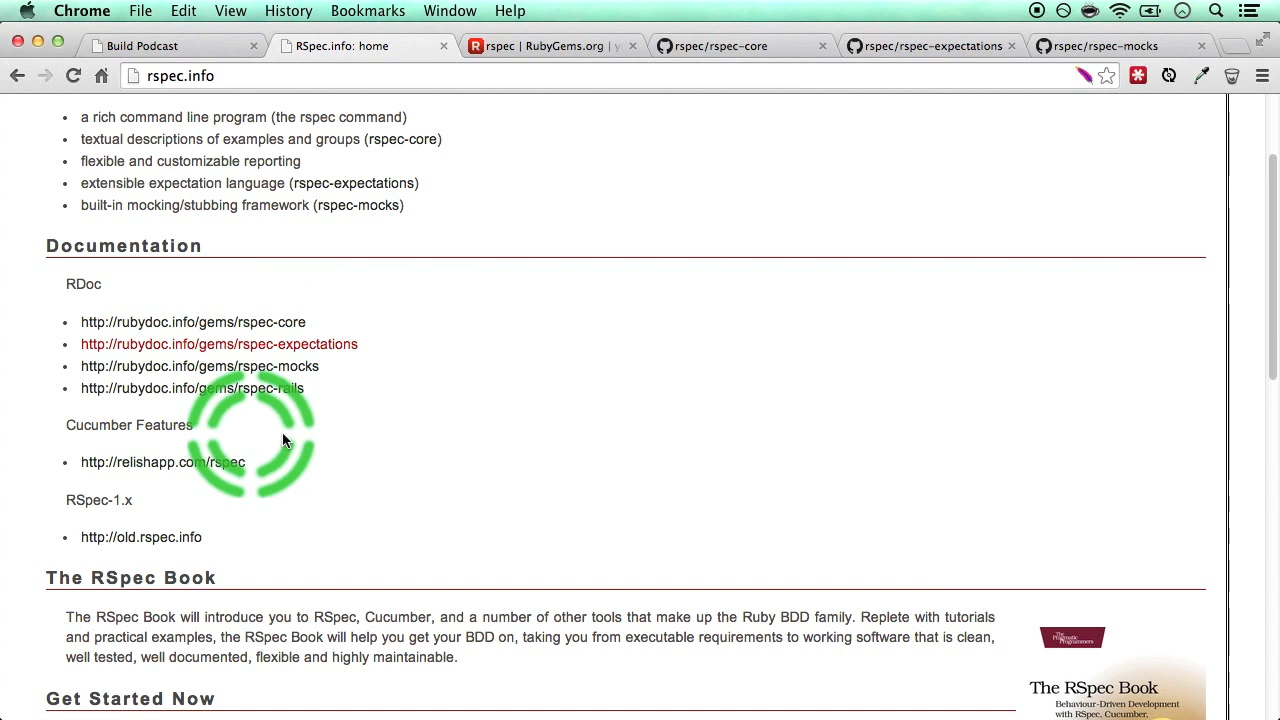 Chrome File Edit View History Bookmarks Window Help
Build Podcast
RSpec.info: home
rspec | RubyGems.org | y
rspec/rspec-core
rspec/rspec-expectations
rspec/rspec-mocks
rspec.info
a rich command line program (the rspec command)
textual descriptions of examples and groups (rspec-core)
flexible and customizable reporting
extensible expectation language (rspec-expectations)
built-in mocking/stubbing framework (rspec-mocks)
Documentation
RDoc
http://rubydoc.info/gems/rspec-core
http://rubydoc.info/gems/rspec-expectations
http://rubydoc.info/gems/rspec-mocks
http://rubydoc.info/gems/rspec-rails
Cucumber Features
http://relishapp.com/rspec
RSpec-1.x
http://old.rspec.info
The RSpec Book
The RSpec Book will introduce you to RSpec, Cucumber, and a number of other tools that make up the Ruby BDD family. Replete with tutorials
and practical examples, the RSpec Book will help you get your BDD on, taking you from executable requirements to working software that is clean,
well tested, well documented, flexible and highly maintainable.
The Pragmatic
Programmers
The RSpec Book
Behaviour-Driven Development
with RSpec, Cucumber,
Get Started Now